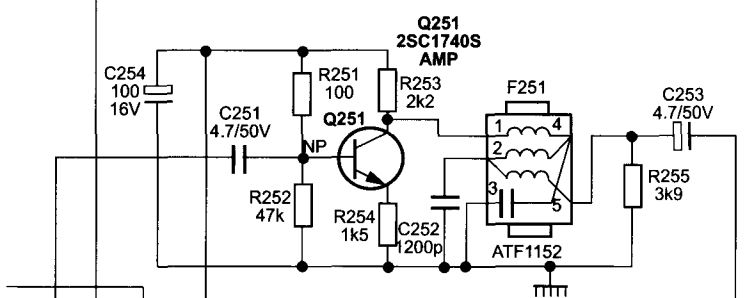 Q251
2SC1740S
AMP
C254
100
16V
R251
100
R253
2k2
F251
C251
4.7/50V
Q251
C253
4.7/50V
1
4
2
NP
3
5
R252
47k
R254
1k5
C252
1200p
R255
3k9
ATF1152